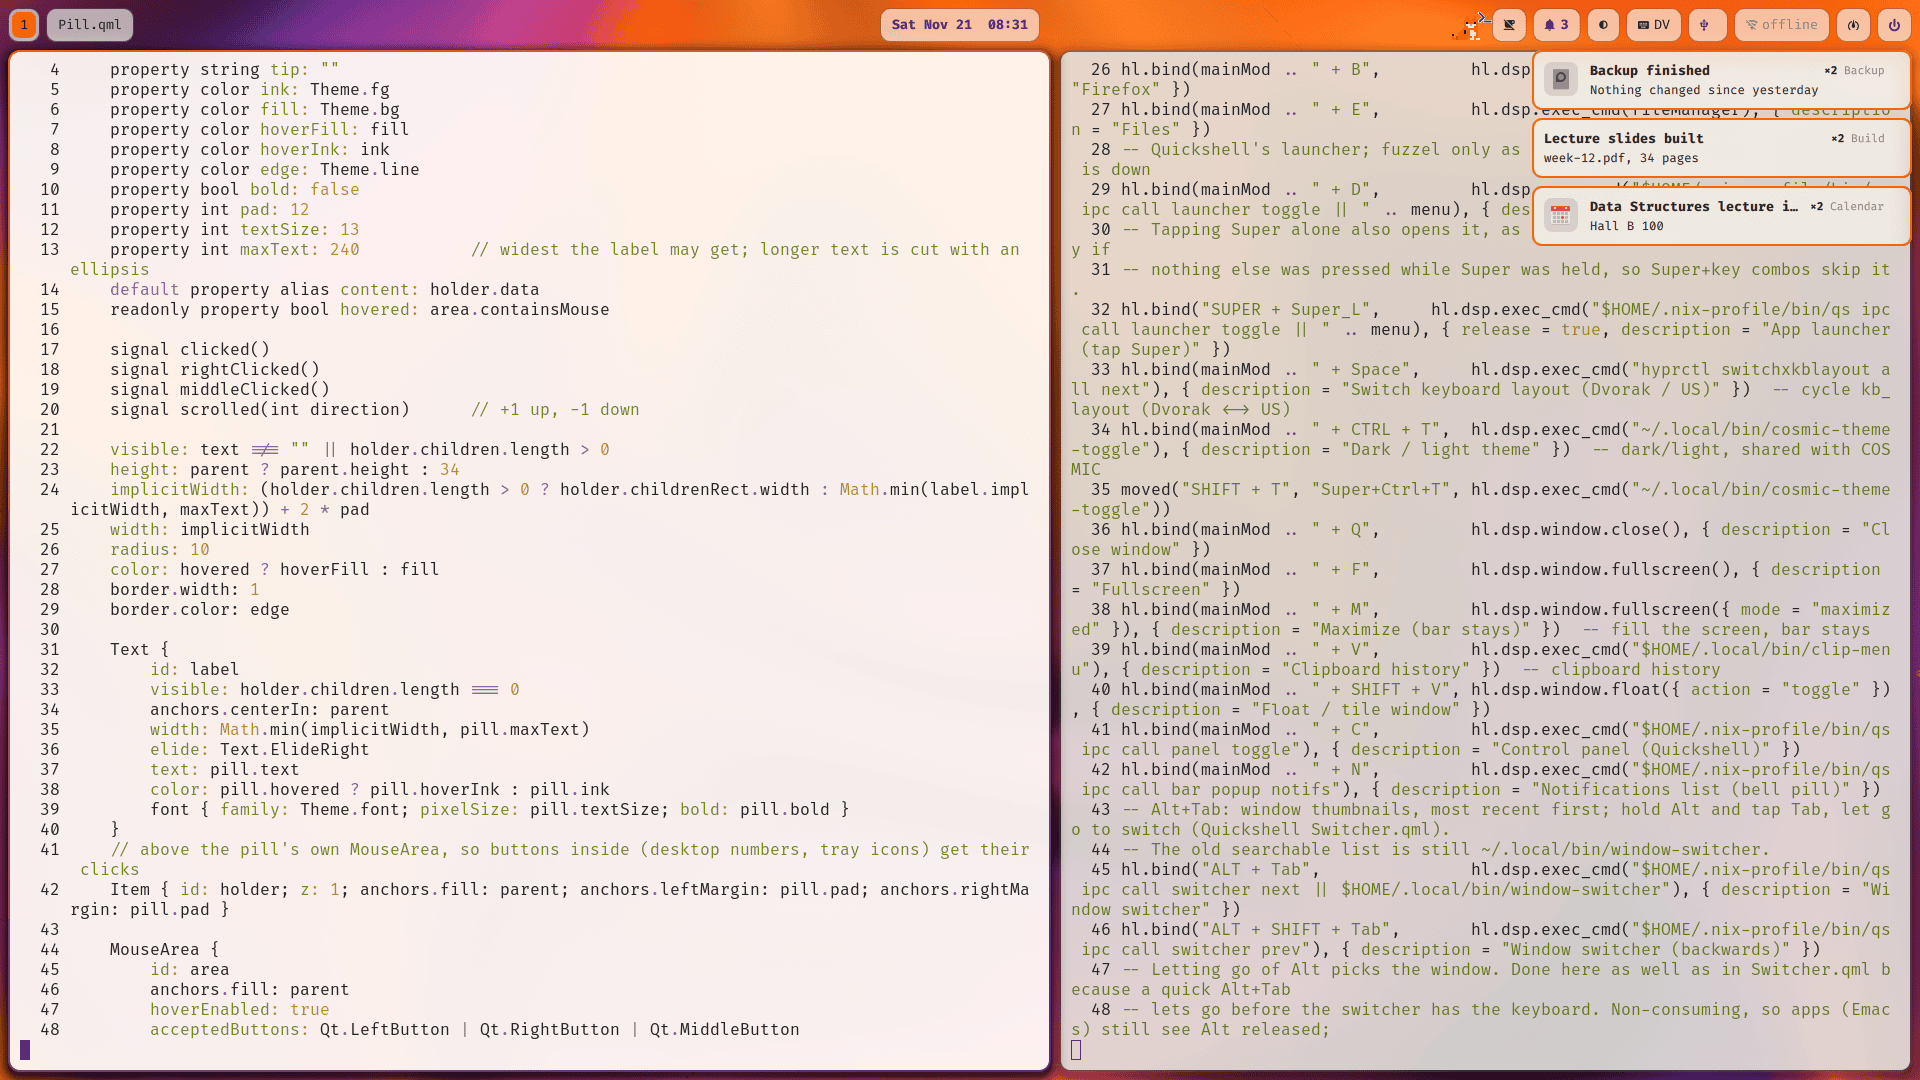 1 Pill.qml Sat Nov 21 08:31 3 DV offline
4 property string tip: ""
5 property color ink: Theme.fg
6 property color fill: Theme.bg
7 property color hoverFill: fill
8 property color hoverInk: ink
9 property color edge: Theme.line
10 property bool bold: false
11 property int pad: 12
12 property int textSize: 13
13 property int maxText: 240 // widest the label may get; longer text is cut with an
ellipsis
14 default property alias content: holder.data
15 readonly property bool hovered: area.containsMouse
16
17 signal clicked()
18 signal rightClicked()
19 signal middleClicked()
20 signal scrolled(int direction) // +1 up, -1 down
21
22 visible: text !== "" || holder.children.length > 0
23 height: parent ? parent.height : 34
24 implicitWidth: (holder.children.length > 0 ? holder.childrenRect.width : Math.min(label.impl
icitWidth, maxText)) + 2 * pad
25 width: implicitWidth
26 radius: 10
27 color: hovered ? hoverFill : fill
28 border.width: 1
29 border.color: edge
30
31 Text {
32 id: label
33 visible: holder.children.length === 0
34 anchors.centerIn: parent
35 width: Math.min(implicitWidth, pill.maxText)
36 elide: Text.ElideRight
37 text: pill.text
38 color: pill.hovered ? pill.hoverInk : pill.ink
39 font { family: Theme.font; pixelSize: pill.textSize; bold: pill.bold }
40 }
41 // above the pill's own MouseArea, so buttons inside (desktop numbers, tray icons) get their
clicks
42 Item { id: holder; z: 1; anchors.fill: parent; anchors.leftMargin: pill.pad; anchors.rightMa
rgin: pill.pad }
43
44 MouseArea {
45 id: area
46 anchors.fill: parent
47 hoverEnabled: true
48 acceptedButtons: Qt.LeftButton | Qt.RightButton | Qt.MiddleButton
26 hl.bind(mainMod .. " + B", hl.dsp
"Firefox" })
27 hl.bind(mainMod .. " + E", hl.dsp.exec_cmd(fileManager), { descriptio
n = "Files" })
28 -- Quickshell's launcher; fuzzel only as
is down
29 hl.bind(mainMod .. " + D", hl.dsp
ipc call launcher toggle || " .. menu), { des
30 -- Tapping Super alone also opens it, as
y if
31 -- nothing else was pressed while Super was held, so Super+key combos skip it
.
32 hl.bind("SUPER + Super_L", hl.dsp.exec_cmd("$HOME/.nix-profile/bin/qs ipc
call launcher toggle || " .. menu), { release = true, description = "App launcher
(tap Super)" })
33 hl.bind(mainMod .. " + Space", hl.dsp.exec_cmd("hyprctl switchxkblayout a
ll next"), { description = "Switch keyboard layout (Dvorak / US)" }) -- cycle kb_
layout (Dvorak <-> US)
34 hl.bind(mainMod .. " + CTRL + T", hl.dsp.exec_cmd("~/.local/bin/cosmic-theme
-toggle"), { description = "Dark / light theme" }) -- dark/light, shared with COS
MIC
35 moved("SHIFT + T", "Super+Ctrl+T", hl.dsp.exec_cmd("~/.local/bin/cosmic-theme
-toggle"))
36 hl.bind(mainMod .. " + Q", hl.dsp.window.close(), { description = "Cl
ose window" })
37 hl.bind(mainMod .. " + F", hl.dsp.window.fullscreen(), { description
= "Fullscreen" })
38 hl.bind(mainMod .. " + M", hl.dsp.window.fullscreen({ mode = "maximiz
ed" }), { description = "Maximize (bar stays)" }) -- fill the screen, bar stays
39 hl.bind(mainMod .. " + V", hl.dsp.exec_cmd("$HOME/.local/bin/clip-men
u"), { description = "Clipboard history" }) -- clipboard history
40 hl.bind(mainMod .. " + SHIFT + V", hl.dsp.window.float({ action = "toggle" })
, { description = "Float / tile window" })
41 hl.bind(mainMod .. " + C", hl.dsp.exec_cmd("$HOME/.nix-profile/bin/qs
ipc call panel toggle"), { description = "Control panel (Quickshell)" })
42 hl.bind(mainMod .. " + N", hl.dsp.exec_cmd("$HOME/.nix-profile/bin/qs
ipc call bar popup notifs"), { description = "Notifications list (bell pill)" })
43 -- Alt+Tab: window thumbnails, most recent first; hold Alt and tap Tab, let g
o to switch (Quickshell Switcher.qml).
44 -- The old searchable list is still ~/.local/bin/window-switcher.
45 hl.bind("ALT + Tab", hl.dsp.exec_cmd("$HOME/.nix-profile/bin/qs
ipc call switcher next || $HOME/.local/bin/window-switcher"), { description = "Wi
ndow switcher" })
46 hl.bind("ALT + SHIFT + Tab", hl.dsp.exec_cmd("$HOME/.nix-profile/bin/qs
ipc call switcher prev"), { description = "Window switcher (backwards)" })
47 -- Letting go of Alt picks the window. Done here as well as in Switcher.qml b
ecause a quick Alt+Tab
48 -- lets go before the switcher has the keyboard. Non-consuming, so apps (Emac
s) still see Alt released;
Backup finished ×2 Backup
Nothing changed since yesterday
Lecture slides built ×2 Build
week-12.pdf, 34 pages
Data Structures lecture i… ×2 Calendar
Hall B 100